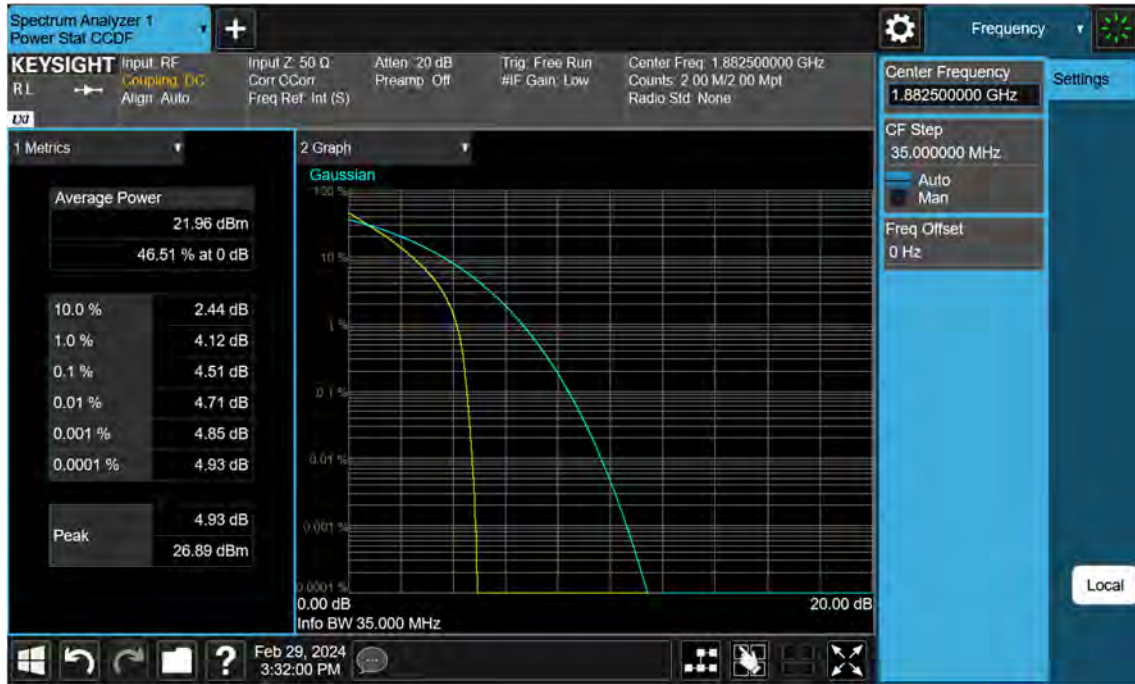 Spectrum Analyzer 1
Power Stat CCDF
Frequency
KEYSIGHT
RL
LXI
Input: RF
Coupling: DC
Align: Auto
Input Z: 50 Ω
Corr CCorr
Freq Ref: Int (S)
Atten: 20 dB
Preamp: Off
Trig: Free Run
#IF Gain: Low
Center Freq: 1.882500000 GHz
Counts: 2.00 M/2.00 Mpt
Radio Std: None
Center Frequency
1.882500000 GHz
Settings
CF Step
35.000000 MHz
Auto
Man
Freq Offset
0 Hz
1 Metrics
Average Power
21.96 dBm
46.51 % at 0 dB
10.0 % 2.44 dB
1.0 % 4.12 dB
0.1 % 4.51 dB
0.01 % 4.71 dB
0.001 % 4.85 dB
0.0001 % 4.93 dB
Peak
4.93 dB
26.89 dBm
2 Graph
Gaussian
100 %
10 %
1 %
0.1 %
0.01 %
0.001 %
0.0001 %
0.00 dB
20.00 dB
Info BW 35.000 MHz
Local
Feb 29, 2024
3:32:00 PM